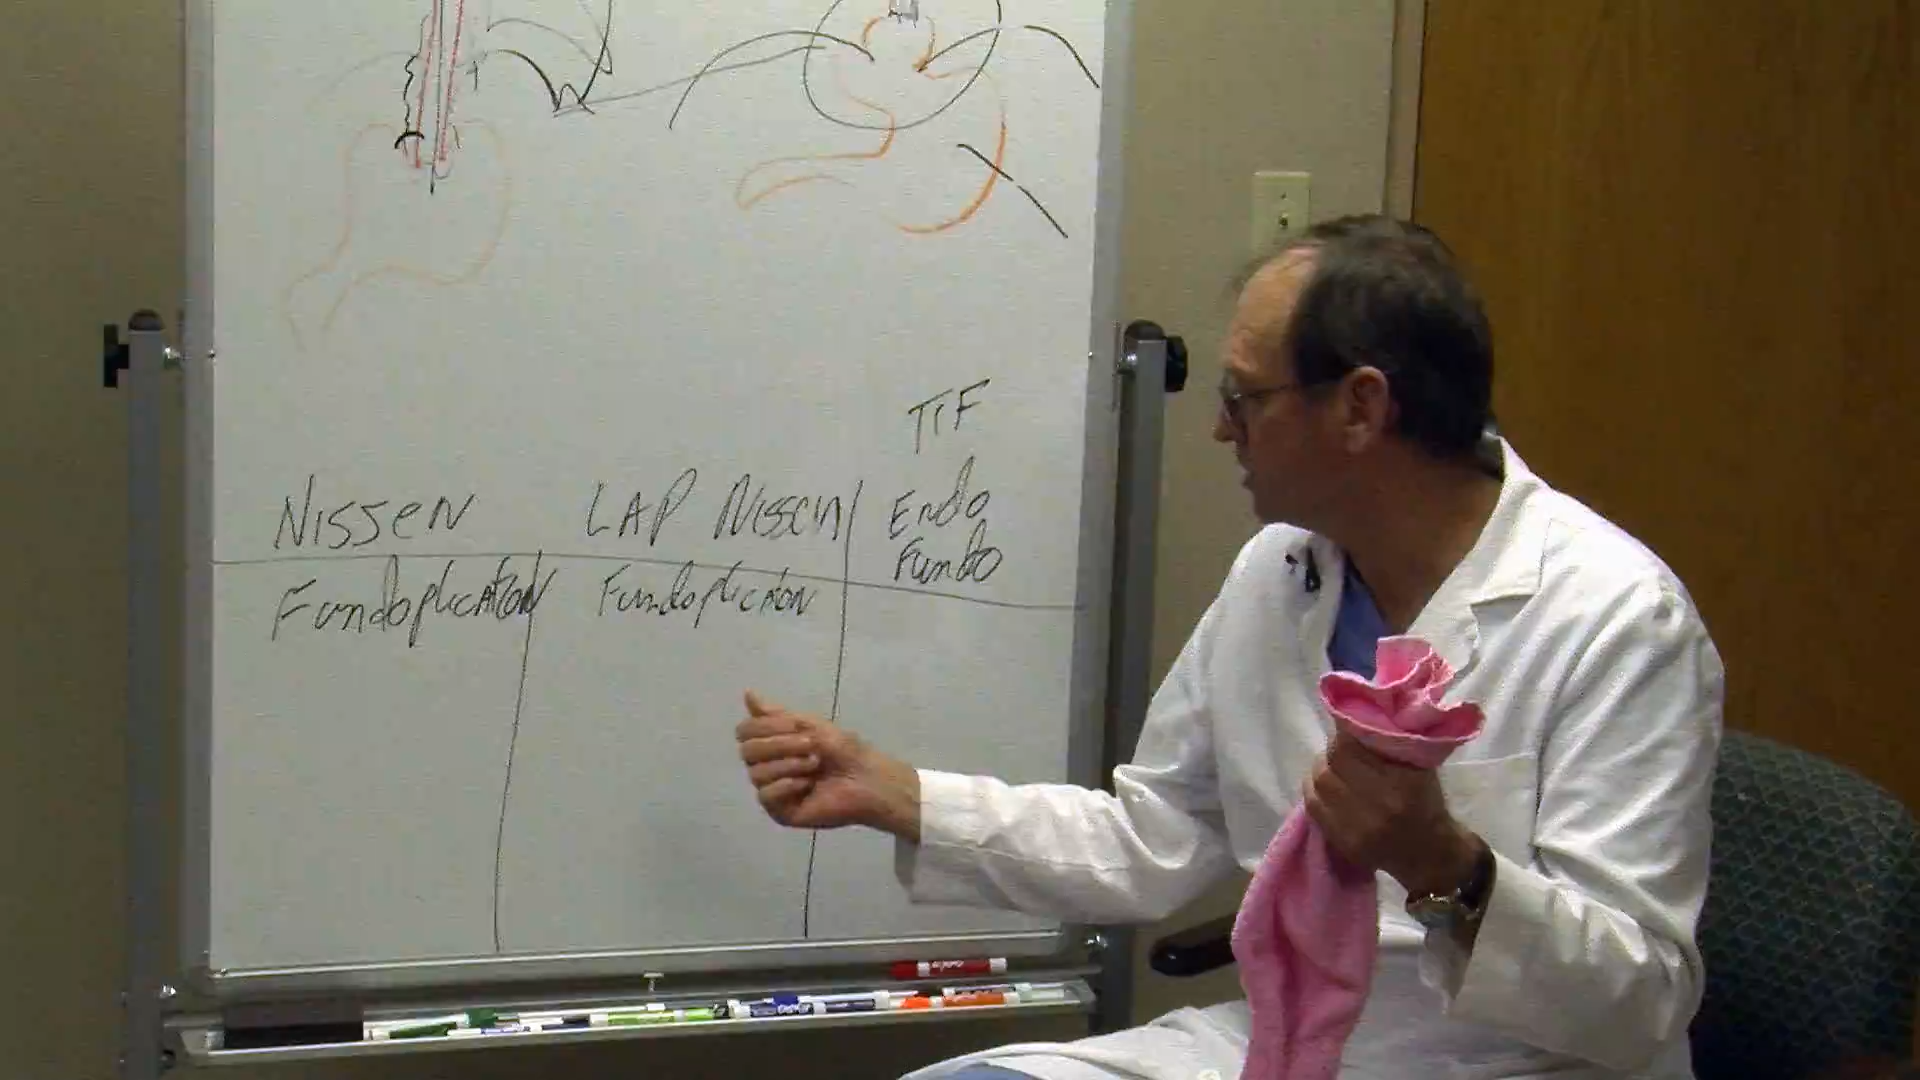 TIF
NISSEN
LAP NISSEN
Endo
Fundo
Fundoplication
Fundoplication